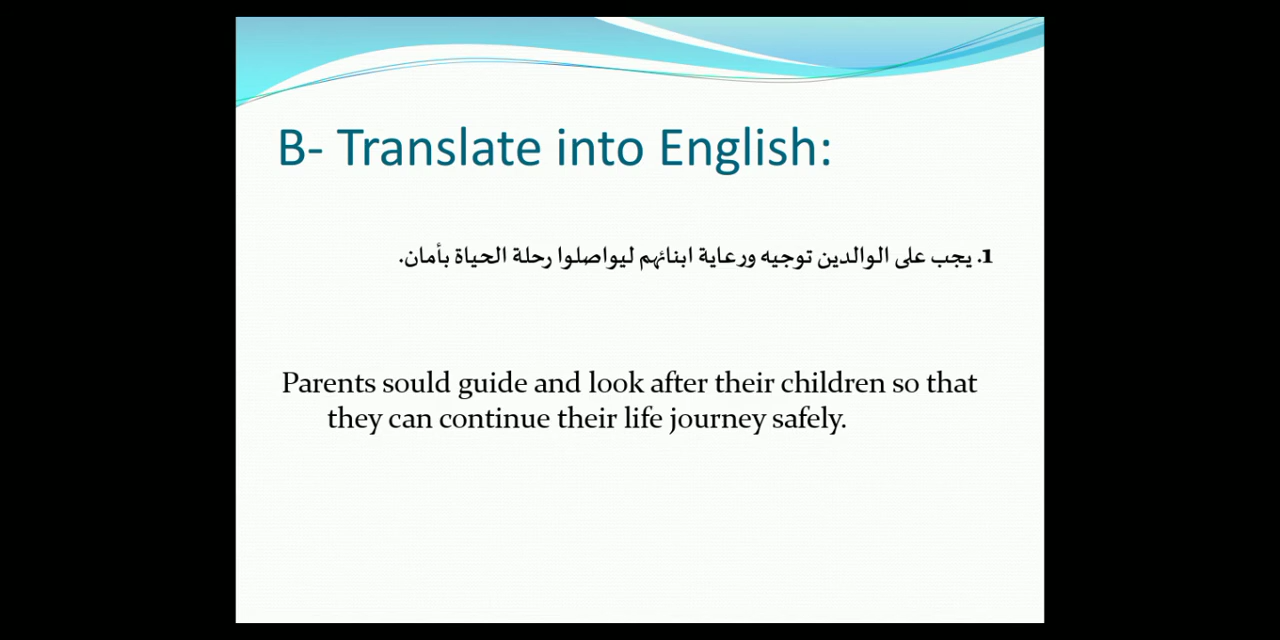 B- Translate into English:
1. يجب على الوالدين توجيه ورعاية ابنائهم ليواصلوا رحلة الحياة بأمان.
Parents sould guide and look after their children so that
they can continue their life journey safely.